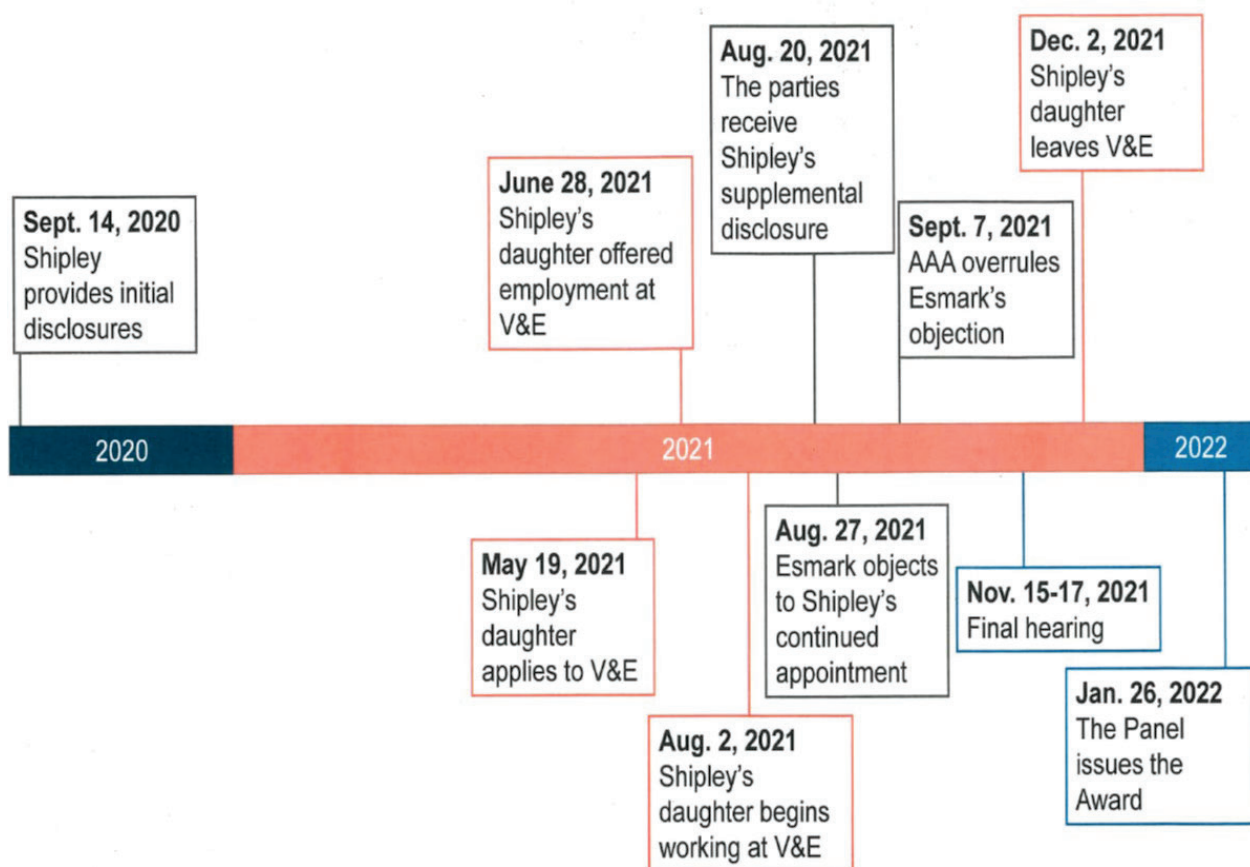 Sept. 14, 2020
Shipley
provides initial
disclosures
June 28, 2021
Shipley's
daughter offered
employment at
V&E
Aug. 20, 2021
The parties
receive
Shipley's
supplemental
disclosure
Sept. 7, 2021
AAA overrules
Esmark's
objection
Dec. 2, 2021
Shipley's
daughter
leaves V&E
2020
2021
2022
May 19, 2021
Shipley's
daughter
applies to V&E
Aug. 2, 2021
Shipley's
daughter begins
working at V&E
Aug. 27, 2021
Esmark objects
to Shipley's
continued
appointment
Nov. 15-17, 2021
Final hearing
Jan. 26, 2022
The Panel
issues the
Award